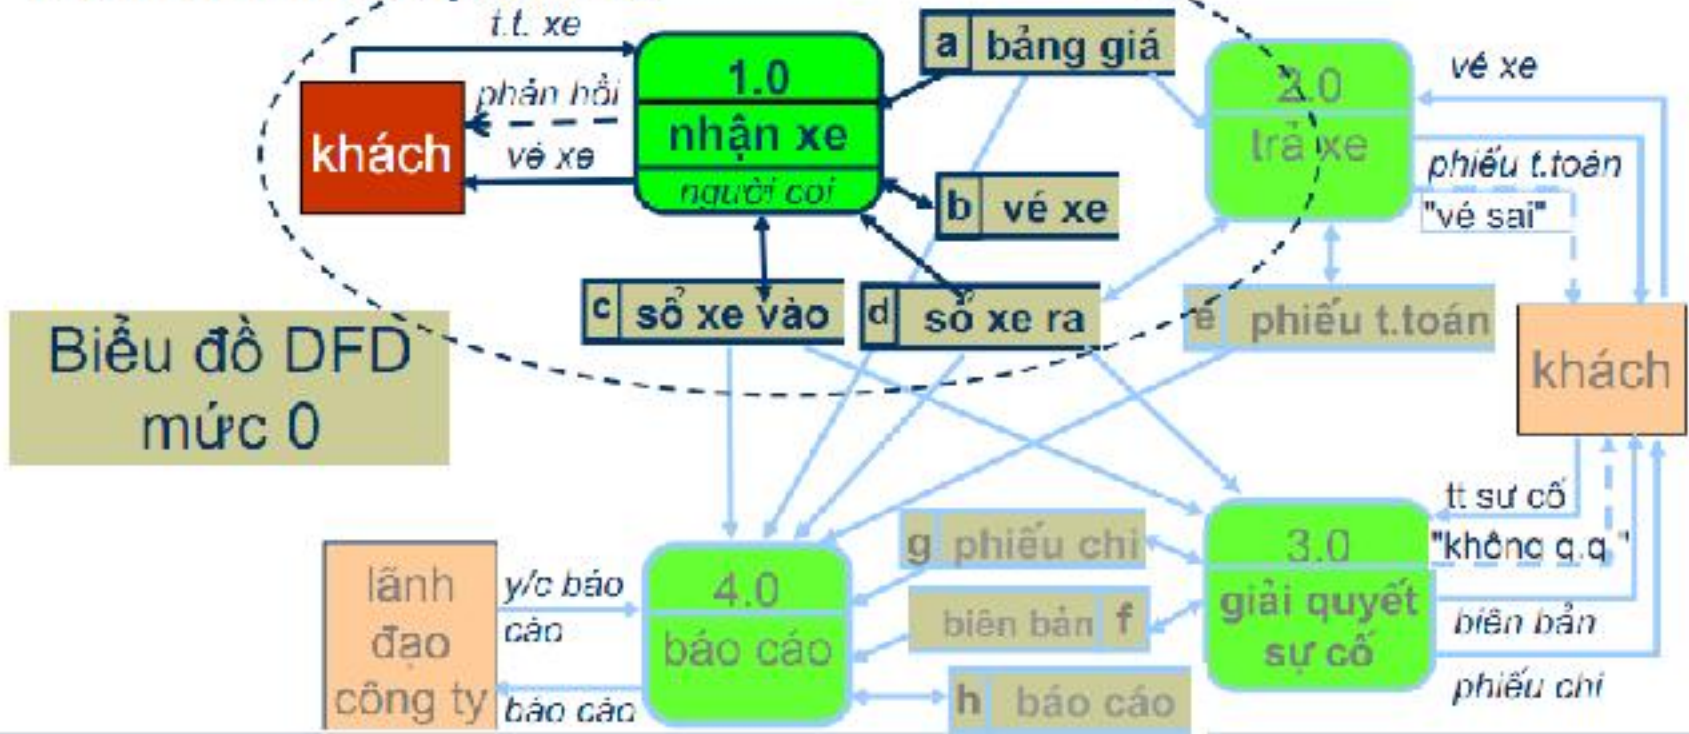 t.t. xe
a bảng giá
1.0
2.0
vé xe
khách
phản hồi
nhận xe
trả xe
vé xe
phiếu t.toán
người coi
b vé xe
"vé sai"
c sổ xe vào
d sổ xe ra
e phiếu t.toán
Biểu đồ DFD
mức 0
khách
tt sư cố
g phiếu chi
3.0
"không q.q "
lãnh
đạo
công ty
y/c báo
cáo
4.0
báo cáo
biên bản f
giải quyết
sự cố
biên bản
báo cáo
h báo cáo
phiếu chi